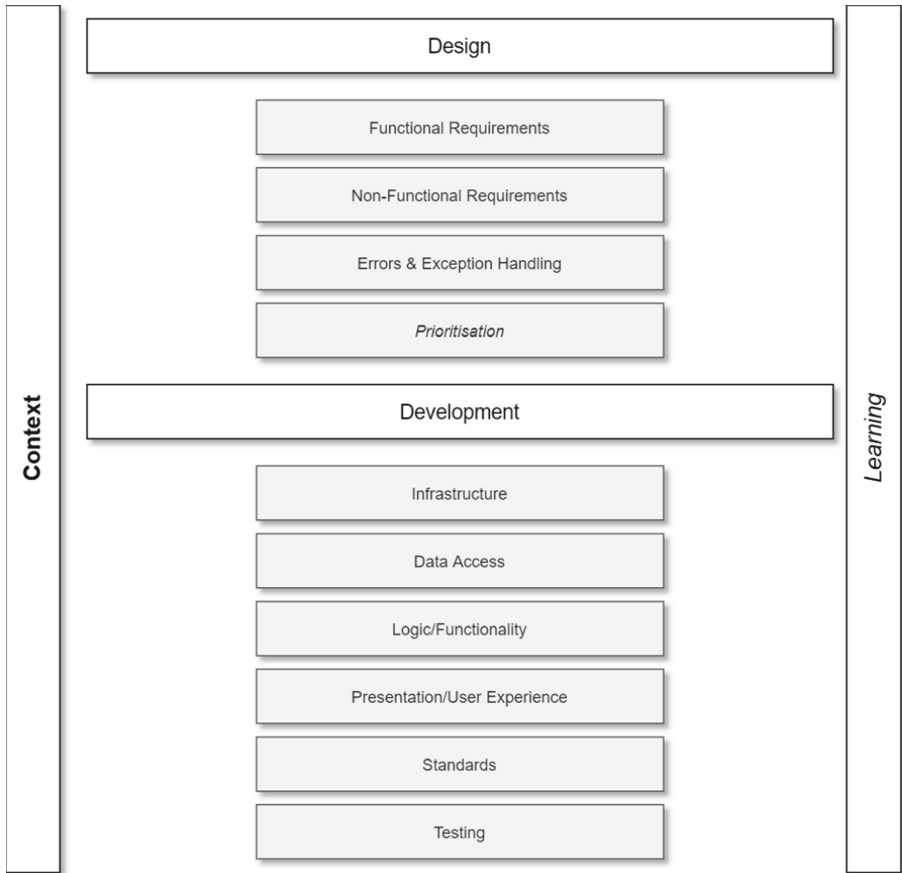 Design
Functional Requirements
Non-Functional Requirements
Errors & Exception Handling
Prioritisation
Context
Development
Learning
Infrastructure
Data Access
Logic/Functionality
Presentation/User Experience
Standards
Testing